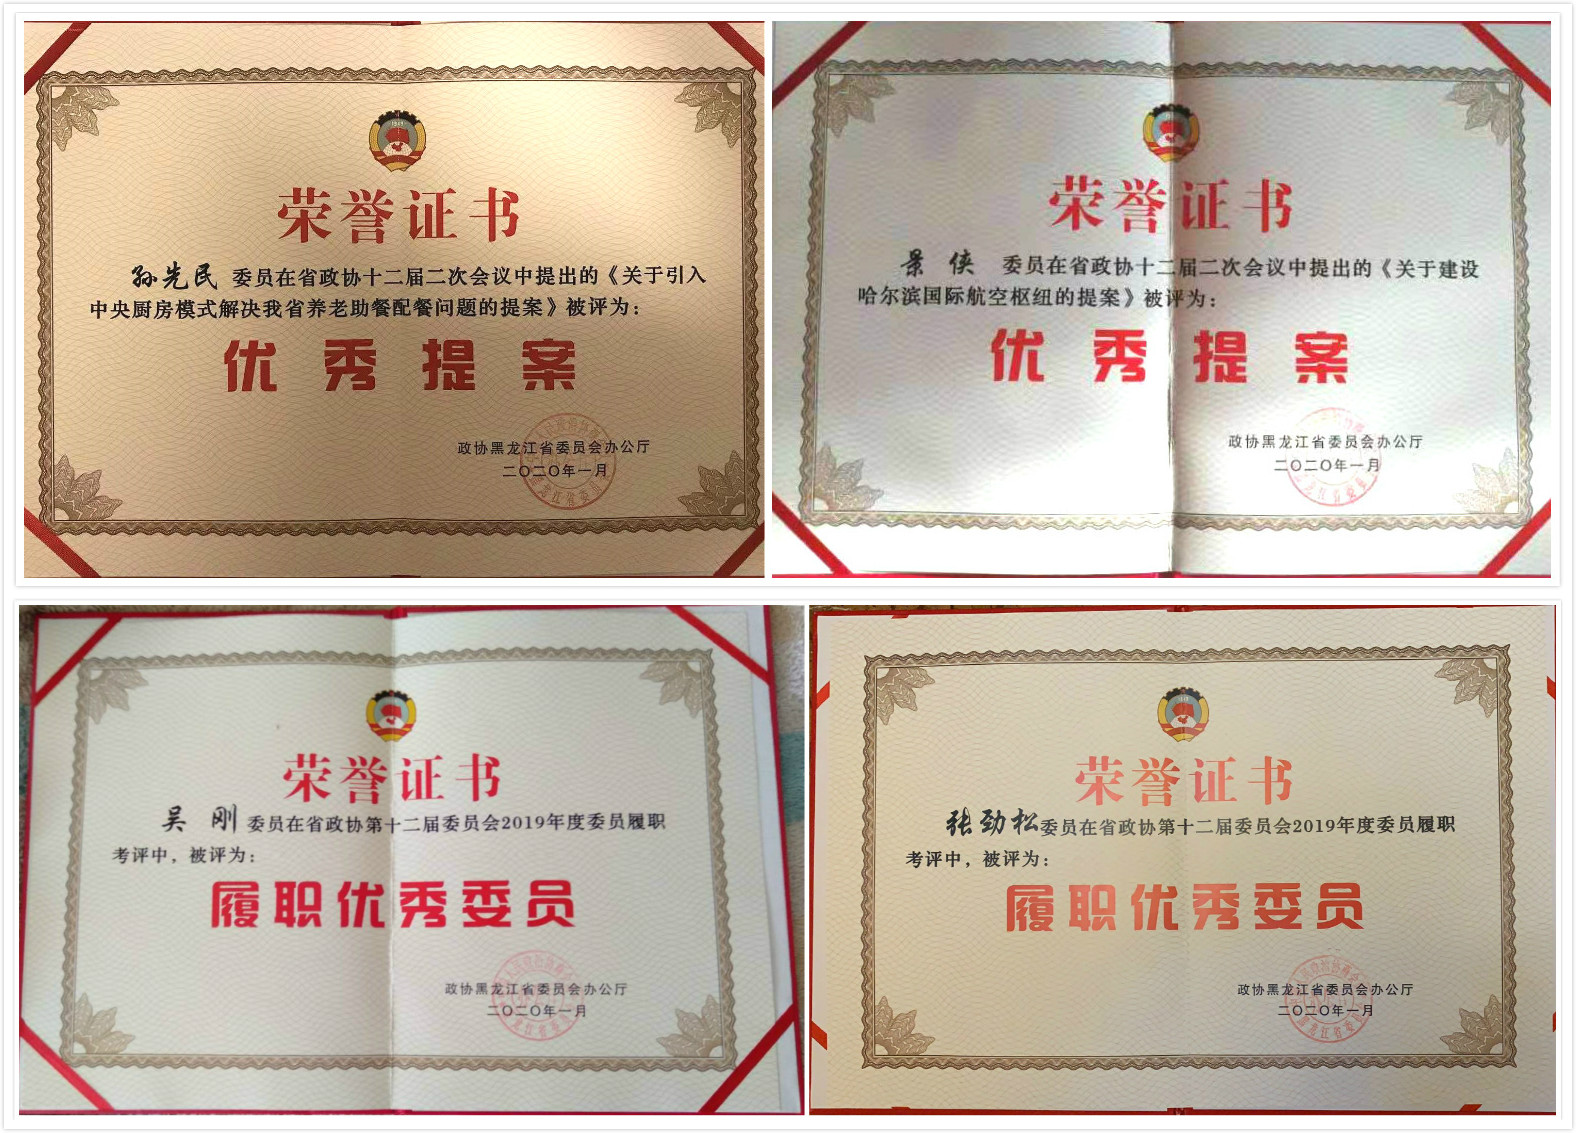 荣誉证书
孙先民 委员在省政协十二届二次会议中提出的《关于引入
中央厨房模式解决我省养老助餐配餐问题的提案》被评为：
优秀提案
政协黑龙江省委员会办公厅
二〇二〇年一月
荣誉证书
景侠 委员在省政协十二届二次会议中提出的《关于建设
哈尔滨国际航空枢纽的提案》被评为：
优秀提案
政协黑龙江省委员会办公厅
二〇二〇年一月
荣誉证书
吴刚 委员在省政协第十二届委员会2019年度委员履职
考评中，被评为：
履职优秀委员
政协黑龙江省委员会办公厅
二〇二〇年一月
荣誉证书
张劲松委员在省政协第十二届委员会2019年度委员履职
考评中，被评为：
履职优秀委员
政协黑龙江省委员会办公厅
二〇二〇年一月